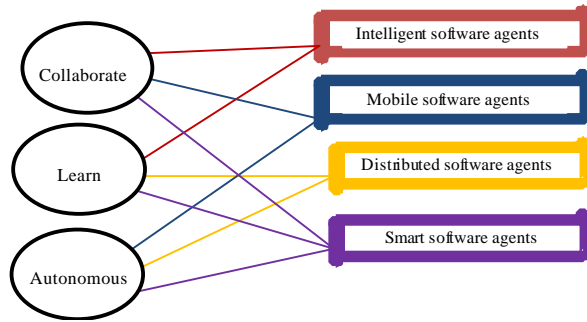 Collaborate
Learn
Autonomous
Intelligent software agents
Mobile software agents
Distributed software agents
Smart software agents